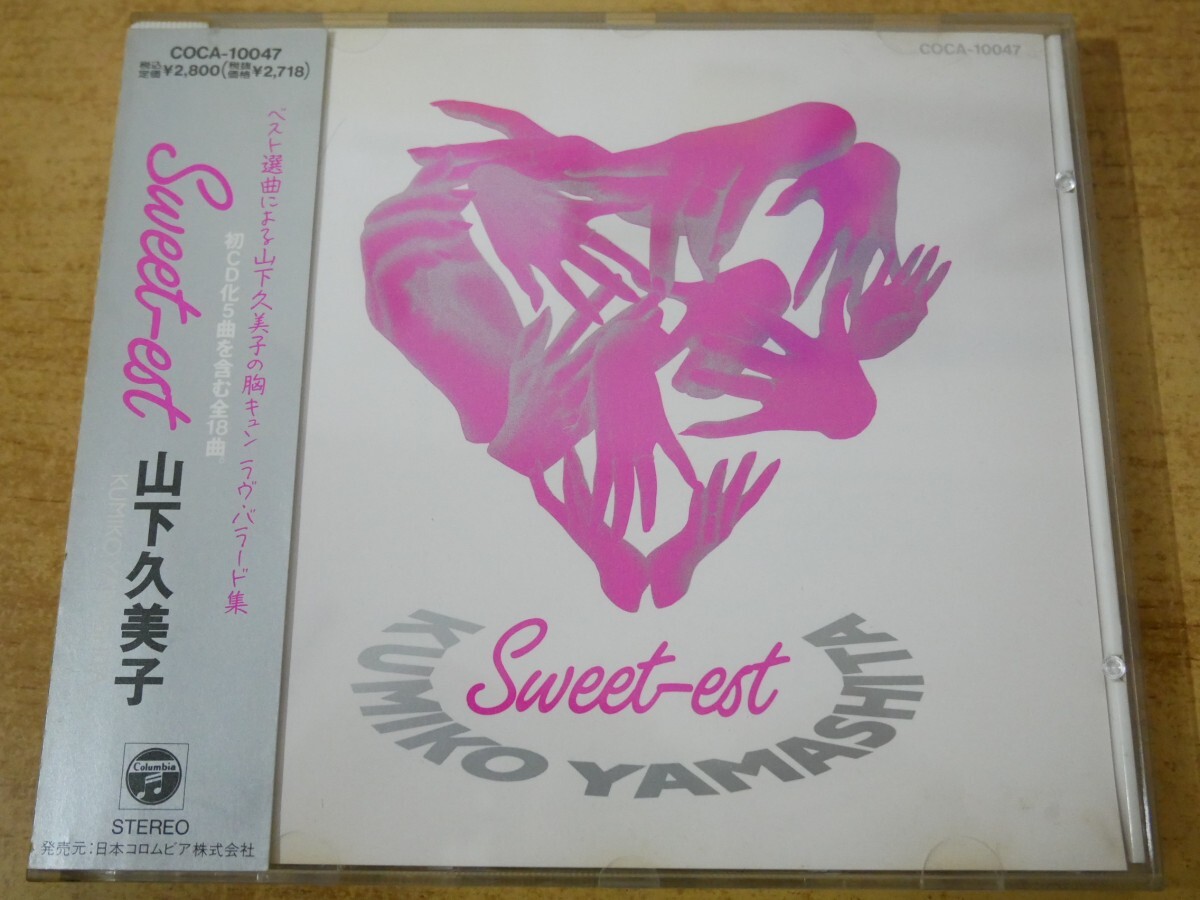 COCA-10047
税込定価¥2,800(税抜価格¥2,718)
ベスト選曲による山下久美子の胸キュン ラヴ・バラード集
初CD化5曲を含む全18曲
Sweet-est
山下久美子
KUMIKO
Columbia
STEREO
発売元:日本コロムビア株式会社
COCA-10047
Sweet-est
KUMIKO YAMASHITA